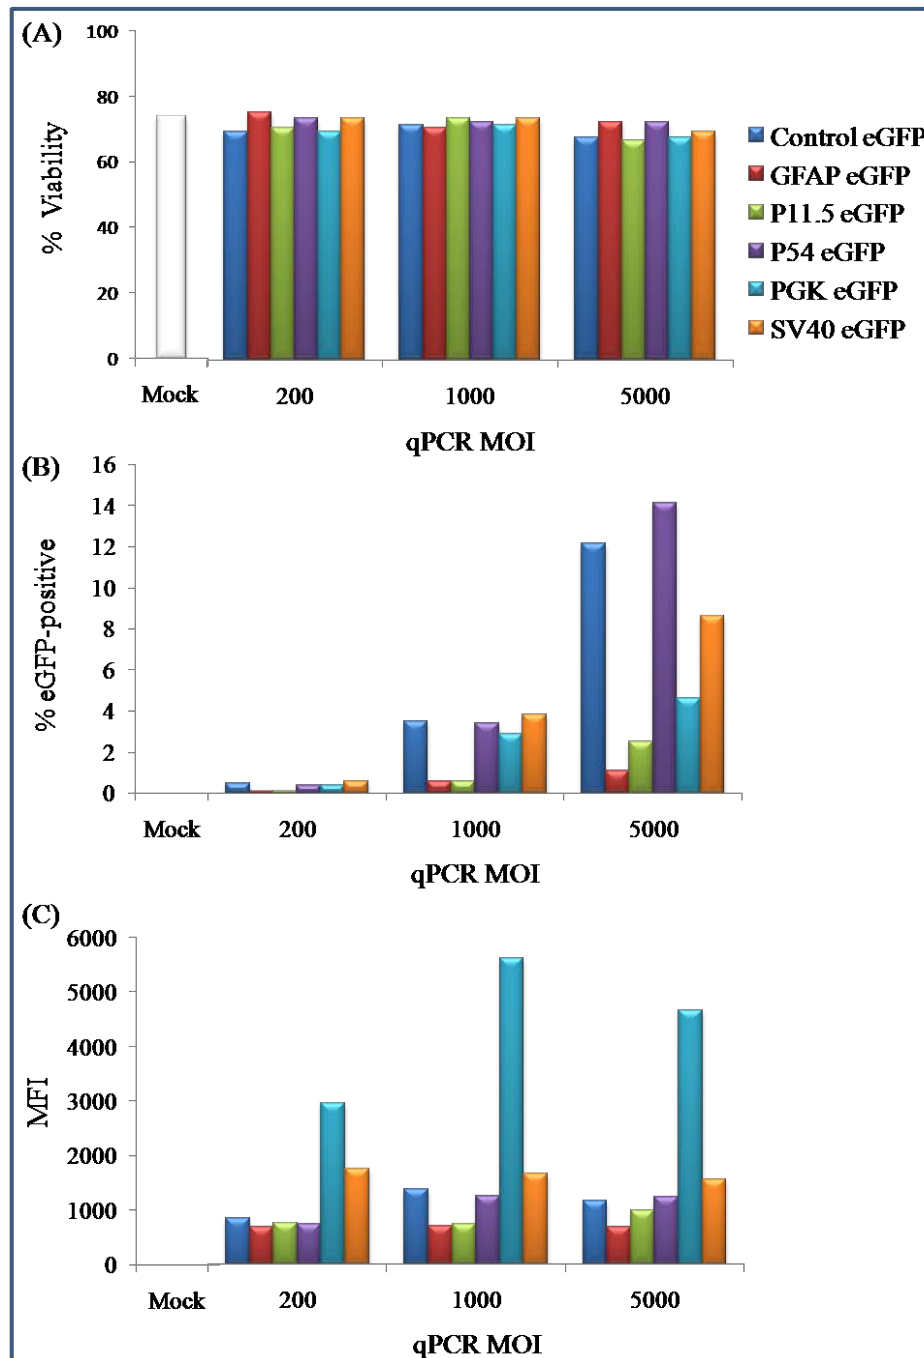 (A)
100
80
60
40
20
0
% Viability
Mock 200 1000 5000
qPCR MOI
Control eGFP
GFAP eGFP
P11.5 eGFP
P54 eGFP
PGK eGFP
SV40 eGFP
(B)
16
14
12
10
8
6
4
2
0
% eGFP-positive
Mock 200 1000 5000
qPCR MOI
(C)
6000
5000
4000
3000
2000
1000
0
MFI
Mock 200 1000 5000
qPCR MOI